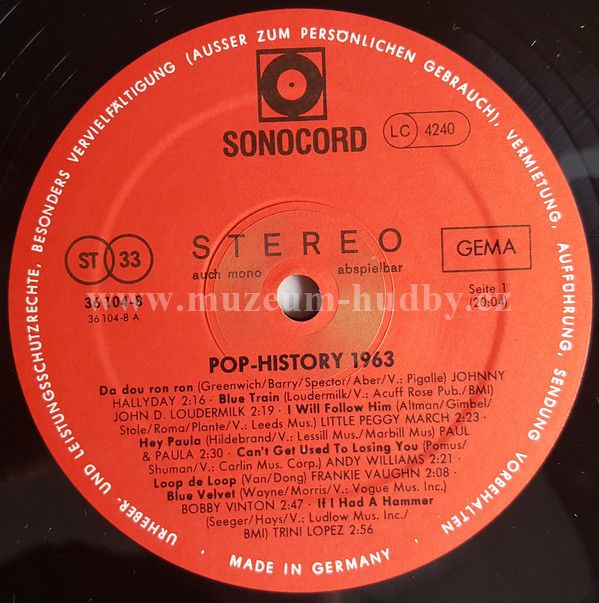 URHEBER- UND LEISTUNGSSCHUTZRECHTE, BESONDERS VERVIELFÄLTIGUNG (AUSSER ZUM PERSÖNLICHEN GEBRAUCH), VERMIETUNG, AUFFÜHRUNG, SENDUNG VORBEHALTEN
SONOCORD
LC 4240
STEREO
auch mono abspielbar
ST 33
GEMA
36 104-8
36 104-8 A
Seite 1
(20:04)
www.muzeum-hudby.cz
POP-HISTORY 1963
Da dou ron ron (Greenwich/Barry/Spector/Aber/V.: Pigalle) JOHNNY
HALLYDAY 2:16 · Blue Train (Loudermilk/V.: Acuff Rose Pub./BMI)
JOHN D. LOUDERMILK 2:19 · I Will Follow Him (Altman/Gimbel/
Stole/Roma/Plante/V.: Leeds Mus.) LITTLE PEGGY MARCH 2:23 ·
Hey Paula (Hildebrand/V.: Lessill Mus./Marbill Mus) PAUL
& PAULA 2:30 · Can't Get Used To Losing You (Pomus/
Shuman/V.: Carlin Mus. Corp.) ANDY WILLIAMS 2:21 ·
Loop de Loop (Van/Dong) FRANKIE VAUGHN 2:08 ·
Blue Velvet (Wayne/Morris/V.: Vogue Mus. Inc.)
BOBBY VINTON 2:47 · If I Had A Hammer
(Seeger/Hays/V.: Ludlow Mus. Inc./
BMI) TRINI LOPEZ 2:56
· MADE IN GERMANY ·